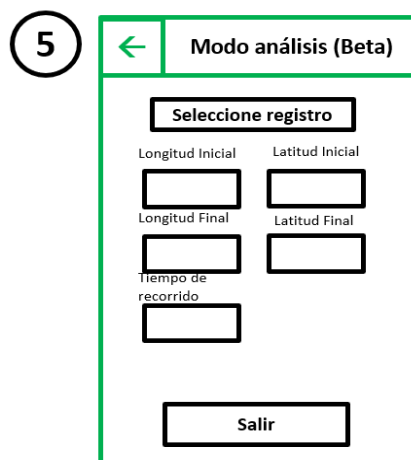 5
Modo análisis (Beta)
Seleccione registro
Longitud Inicial
Latitud Inicial
Longitud Final
Latitud Final
Tiempo de
recorrido
Salir